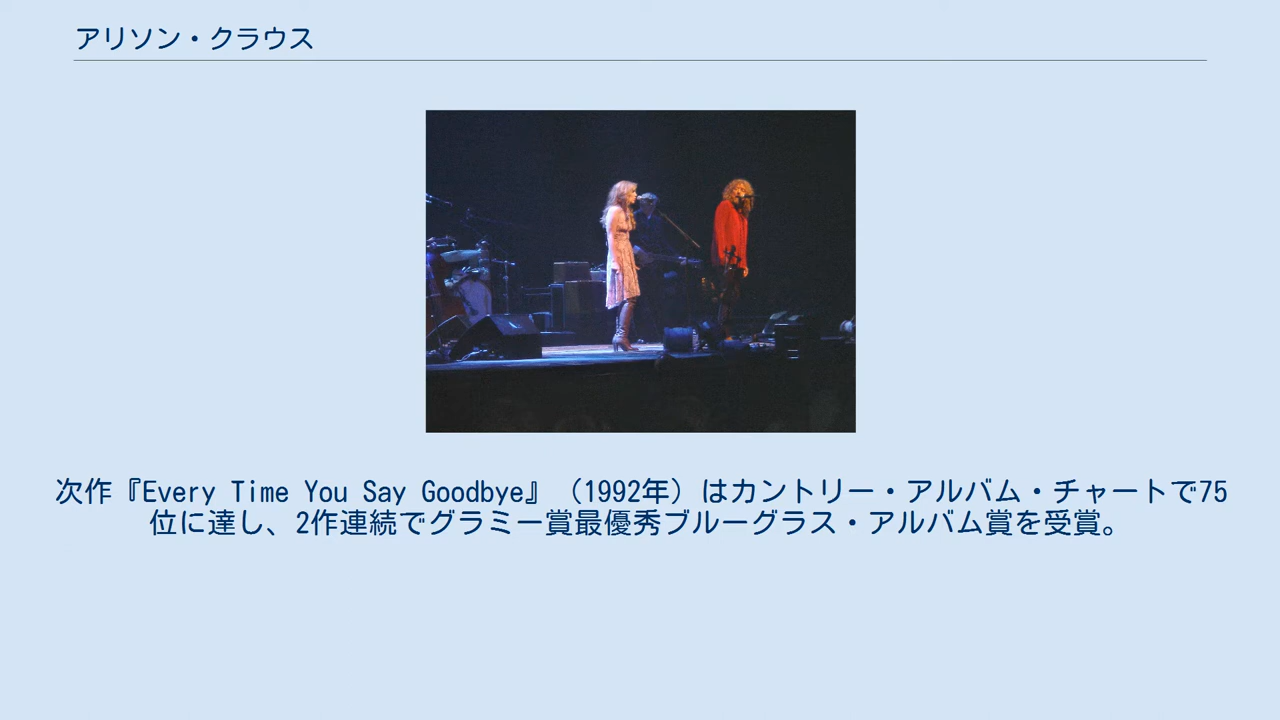 アリソン・クラウス
次作『Every Time You Say Goodbye』（1992年）はカントリー・アルバム・チャートで75
位に達し、2作連続でグラミー賞最優秀ブルーグラス・アルバム賞を受賞。